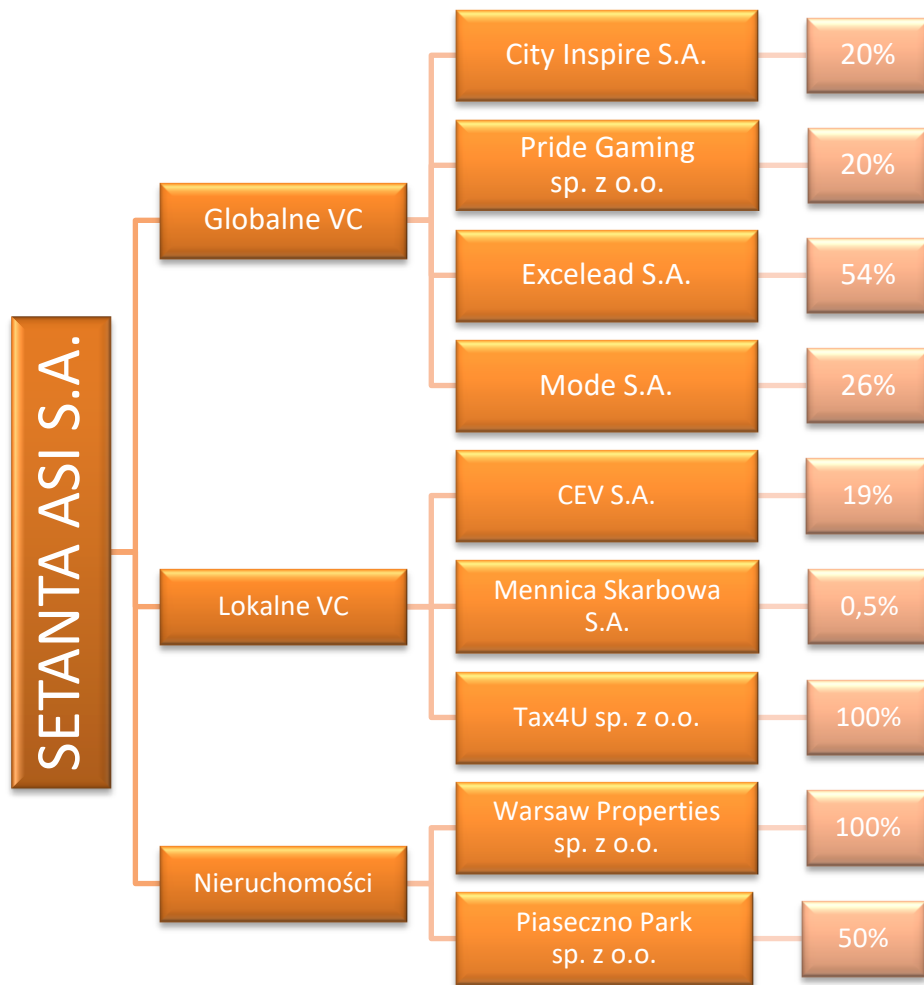 SETANTA ASI S.A.
Globalne VC
City Inspire S.A.
20%
Pride Gaming
sp. z o.o.
20%
Excelead S.A.
54%
Mode S.A.
26%
Lokalne VC
CEV S.A.
19%
Mennica Skarbowa
S.A.
0,5%
Tax4U sp. z o.o.
100%
Nieruchomości
Warsaw Properties
sp. z o.o.
100%
Piaseczno Park
sp. z o.o.
50%